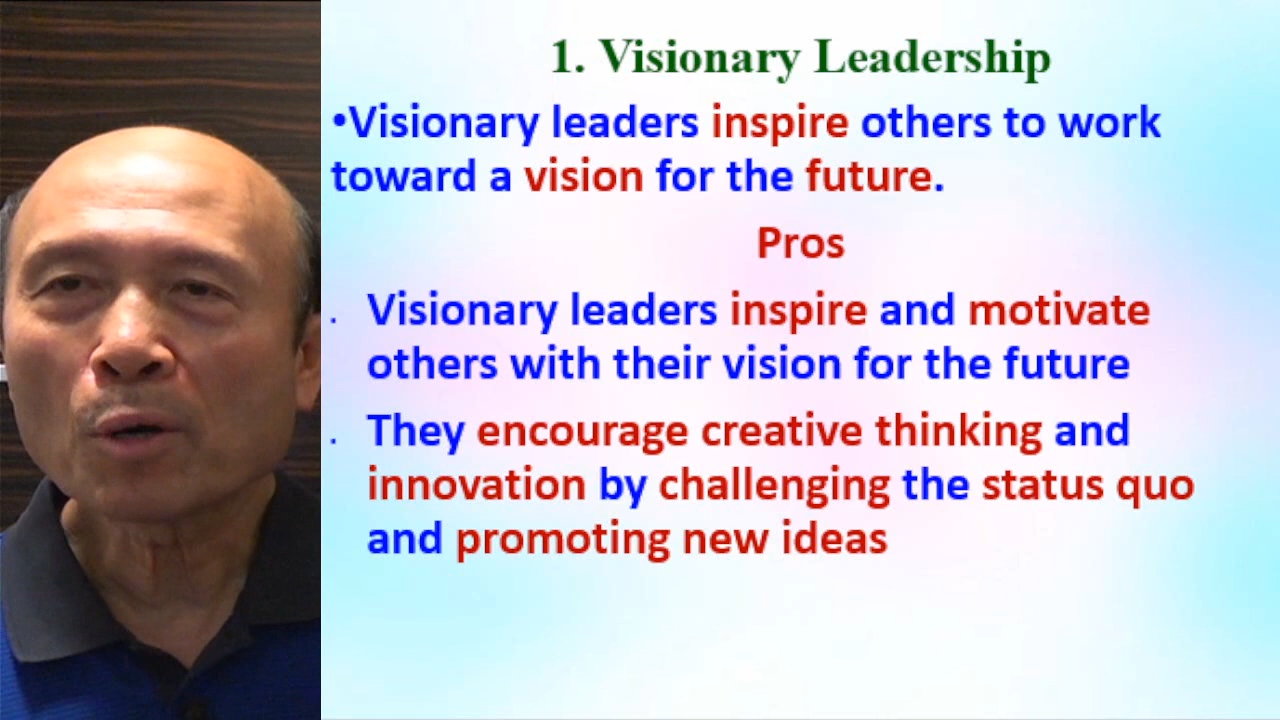 1. Visionary Leadership
•Visionary leaders inspire others to work
toward a vision for the future.
Pros
. Visionary leaders inspire and motivate
others with their vision for the future
. They encourage creative thinking and
innovation by challenging the status quo
and promoting new ideas